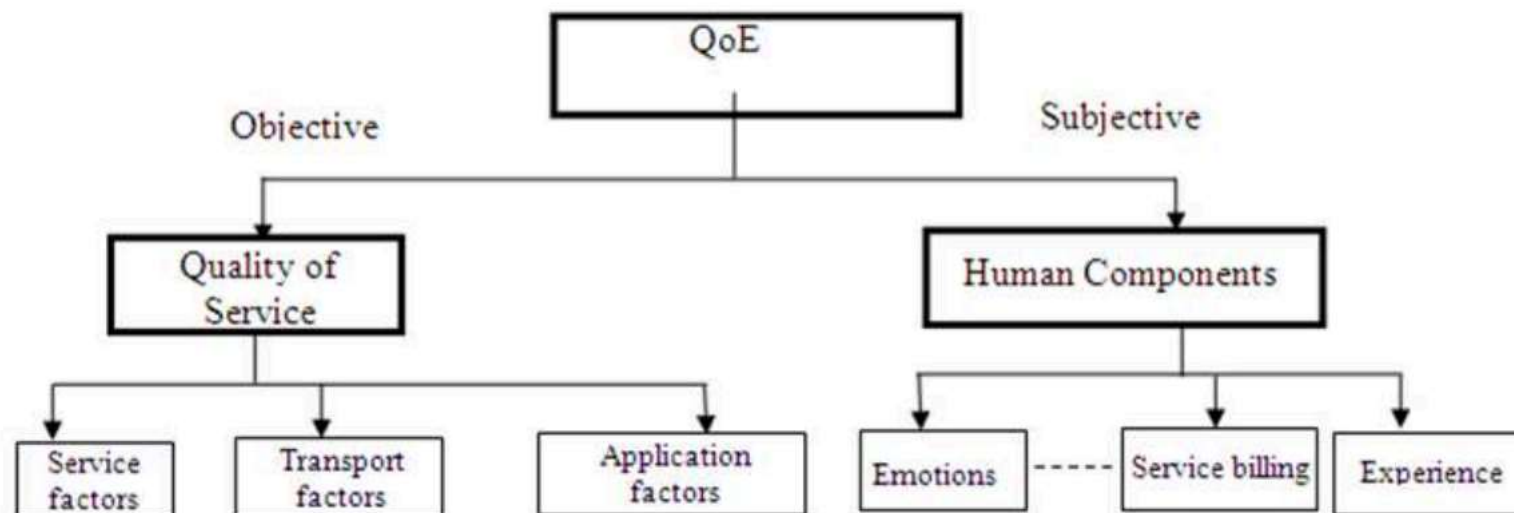 QoE
Objective
Subjective
Quality of
Service
Human Components
Service
factors
Transport
factors
Application
factors
Emotions
Service billing
Experience